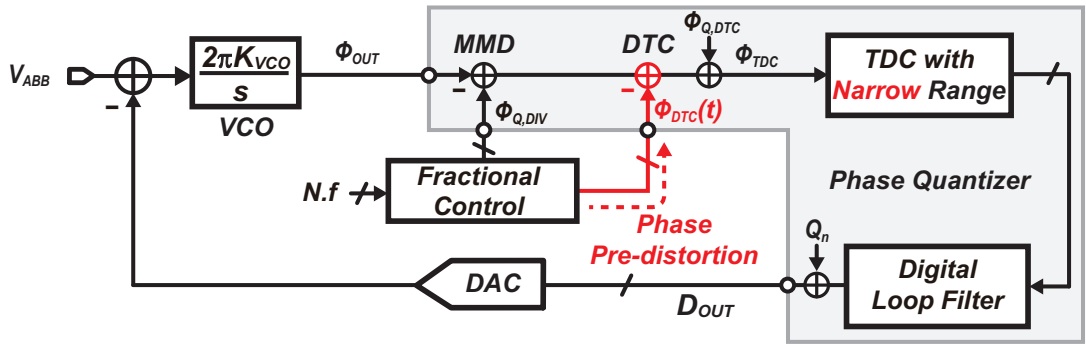 V_ABB
-
2πK_VCO
s
VCO
Φ_OUT
MMD
-
Φ_Q,DIV
DTC
-
Φ_DTC(t)
Φ_Q,DTC
Φ_TDC
TDC with
Narrow Range
Phase Quantizer
N.f
Fractional
Control
Phase
Pre-distortion
Q_n
Digital
Loop Filter
D_OUT
DAC